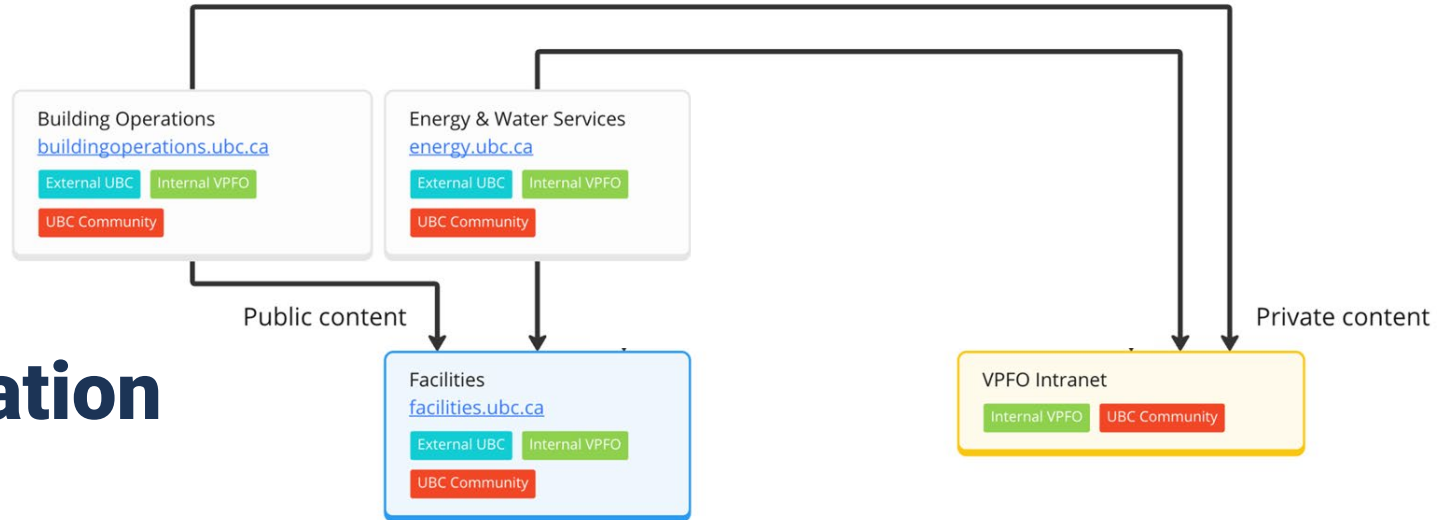 Building Operations
buildingoperations.ubc.ca
External UBC Internal VPFO
UBC Community
Energy & Water Services
energy.ubc.ca
External UBC Internal VPFO
UBC Community
Public content
Private content
ation
Facilities
facilities.ubc.ca
External UBC Internal VPFO
UBC Community
VPFO Intranet
Internal VPFO UBC Community